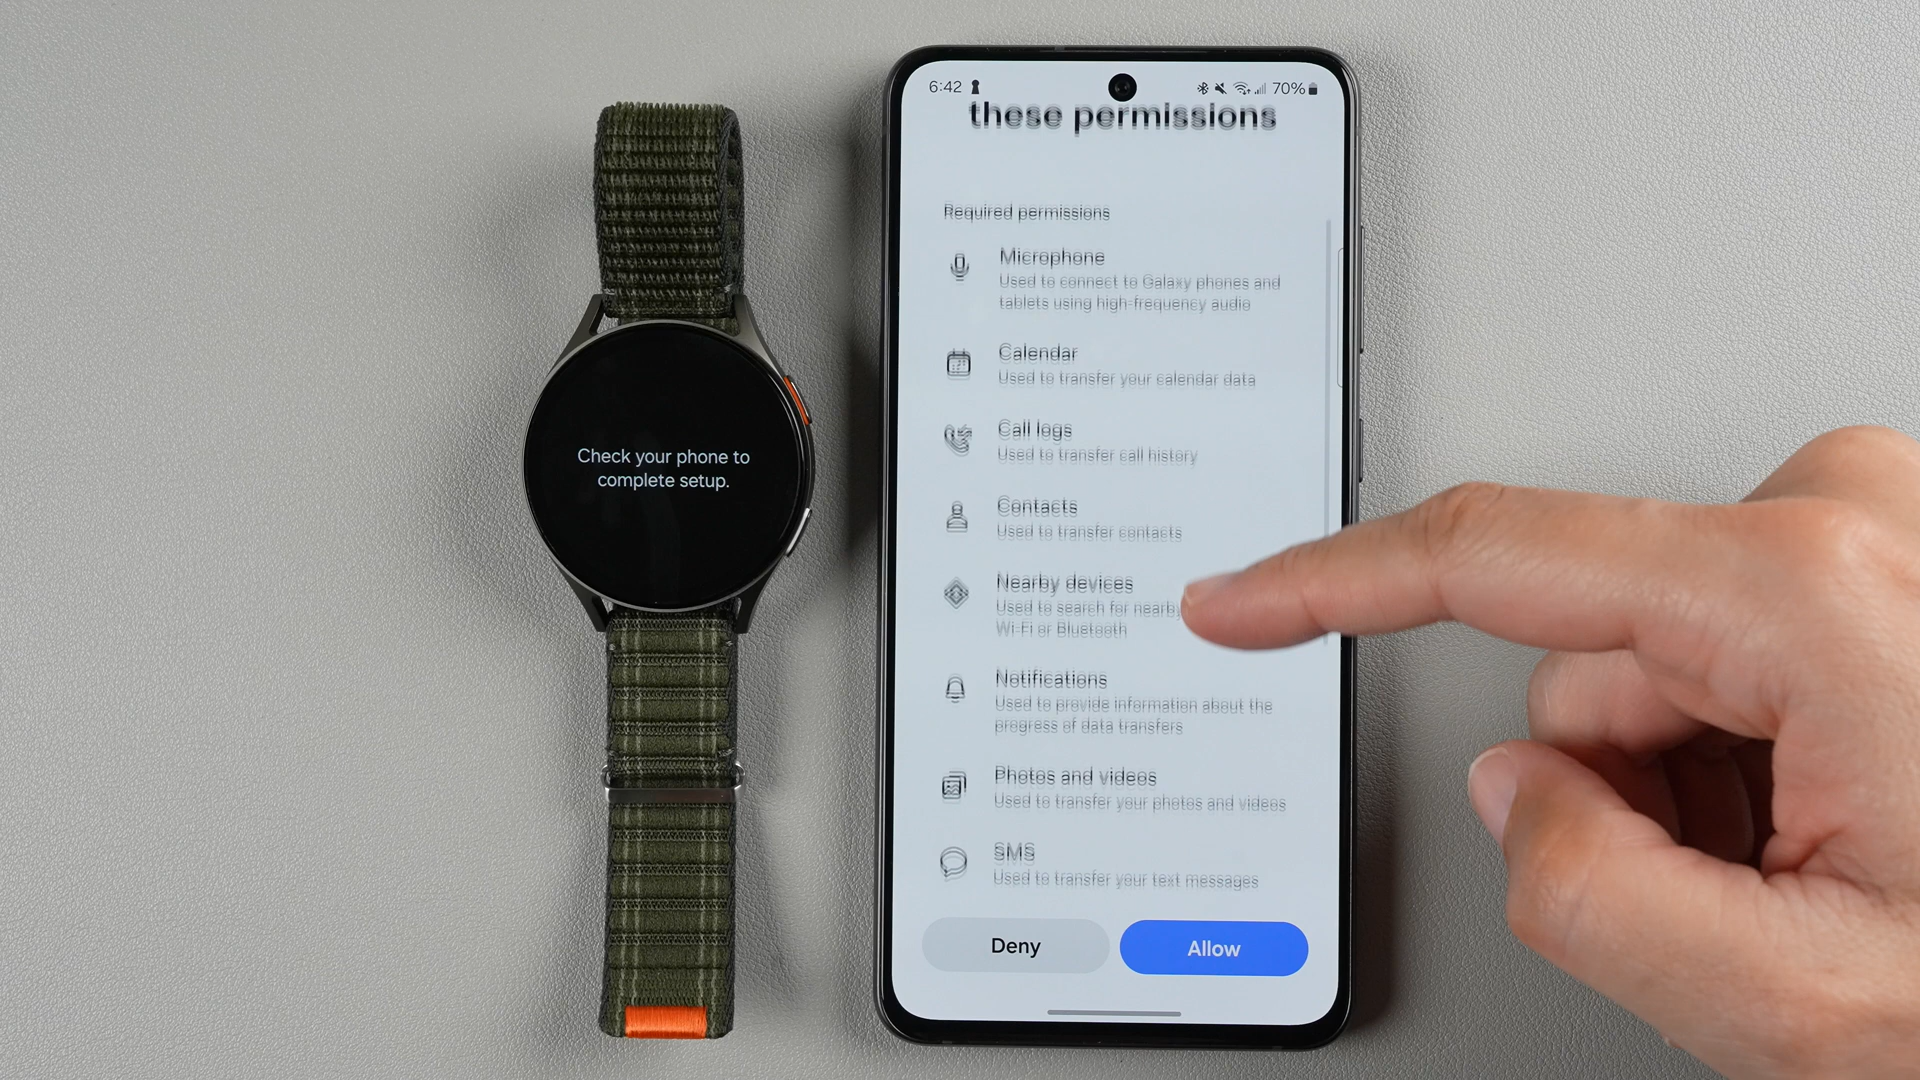 Check your phone to
complete setup.
6:42
70%
these permissions
Required permissions
Microphone
Used to connect to Galaxy phones and
tablets using high-frequency audio
Calendar
Used to transfer your calendar data
Call logs
Used to transfer call history
Contacts
Used to transfer contacts
Nearby devices
Used to search for nearby
Wi-Fi or Bluetooth
Notifications
Used to provide information about the
progress of data transfers
Photos and videos
Used to transfer your photos and videos
SMS
Used to transfer your text messages
Deny
Allow